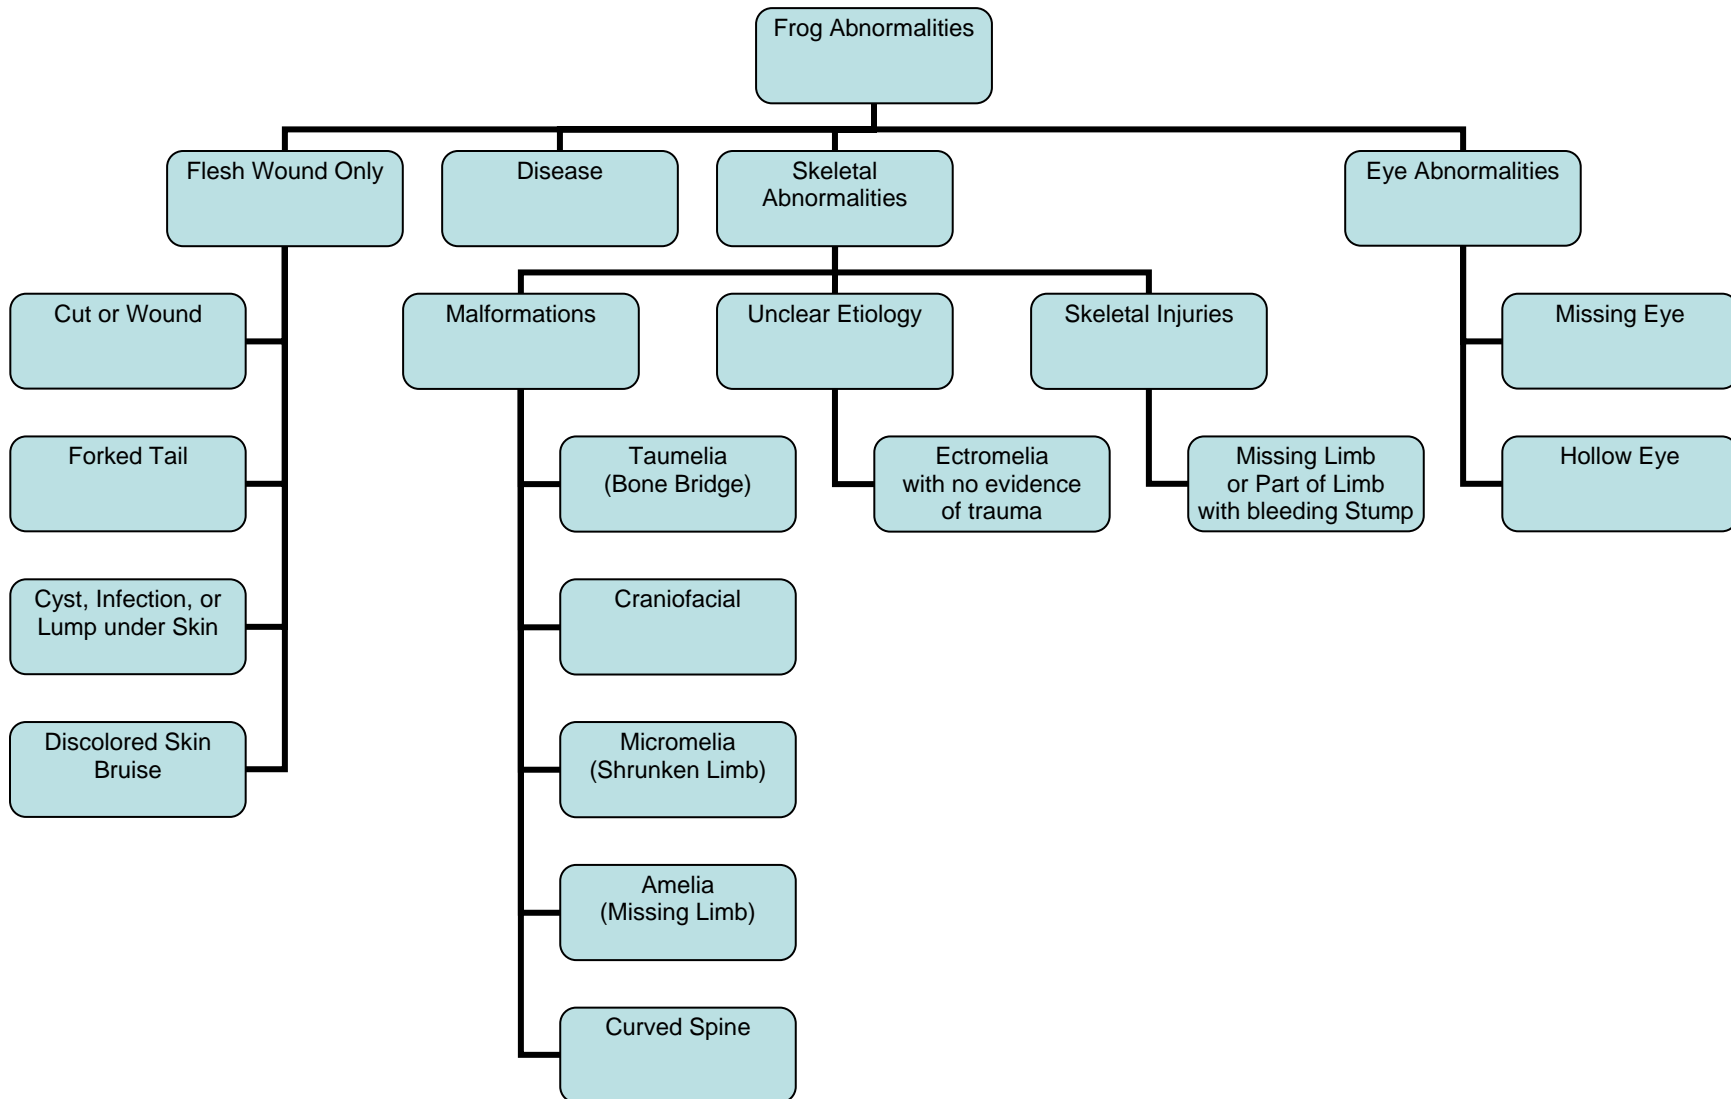 Frog Abnormalities
Flesh Wound Only
Disease
Skeletal
Abnormalities
Eye Abnormalities
Cut or Wound
Malformations
Unclear Etiology
Skeletal Injuries
Missing Eye
Forked Tail
Taumelia
(Bone Bridge)
Ectromelia
with no evidence
of trauma
Missing Limb
or Part of Limb
with bleeding Stump
Hollow Eye
Cyst, Infection, or
Lump under Skin
Craniofacial
Discolored Skin
Bruise
Micromelia
(Shrunken Limb)
Amelia
(Missing Limb)
Curved Spine